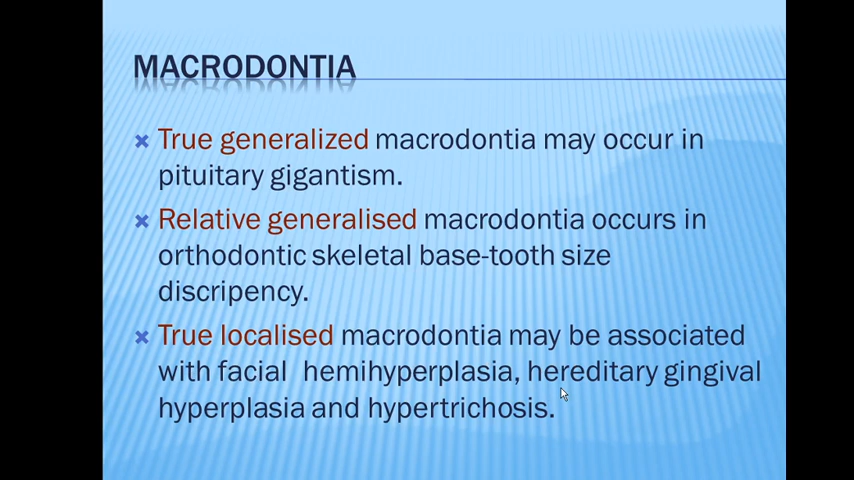 MACRODONTIA
True generalized macrodontia may occur in
pituitary gigantism.
Relative generalised macrodontia occurs in
orthodontic skeletal base-tooth size
discripency.
True localised macrodontia may be associated
with facial hemihyperplasia, hereditary gingival
hyperplasia and hypertrichosis.